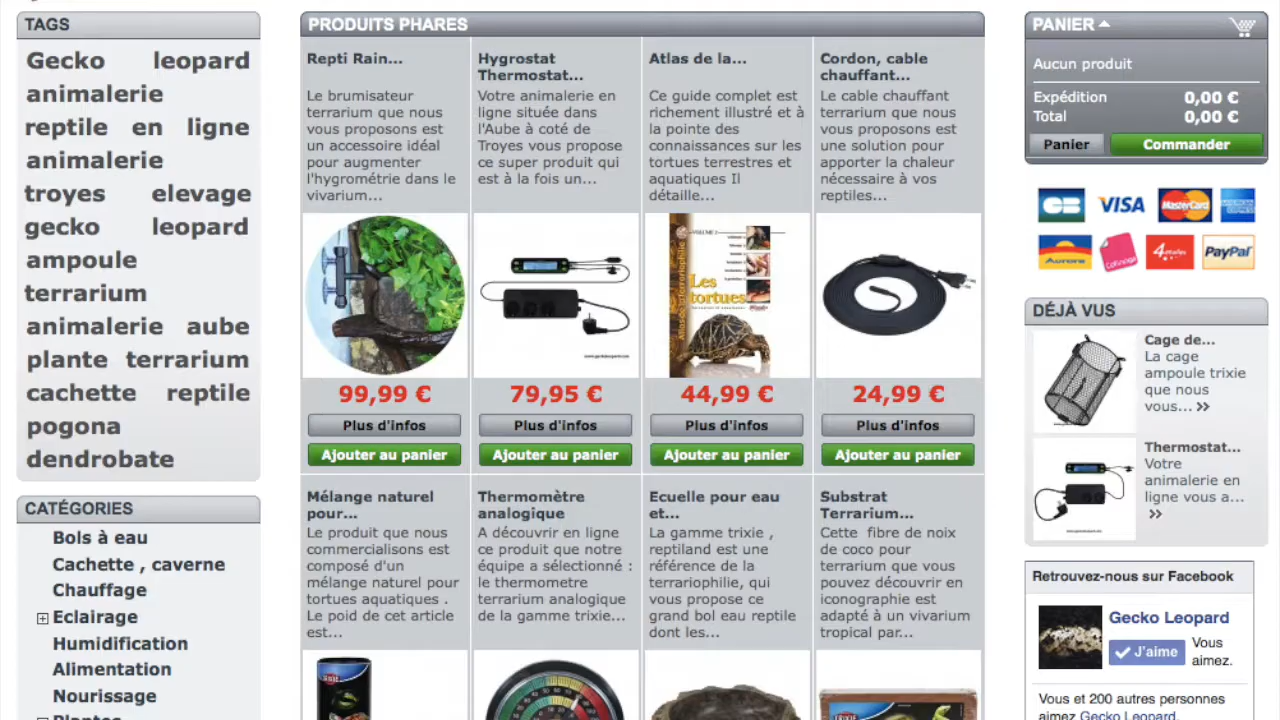 TAGS
Gecko leopard
animalerie
reptile en ligne
animalerie
troyes elevage
gecko leopard
ampoule
terrarium
animalerie aube
plante terrarium
cachette reptile
pogona
dendrobate
CATÉGORIES
Bols à eau
Cachette , caverne
Chauffage
Eclairage
Humidification
Alimentation
Nourissage
Plantes
PRODUITS PHARES
Repti Rain...
Le brumisateur
terrarium que nous
vous proposons est
un accessoire idéal
pour augmenter
l'hygrométrie dans le
vivarium...
99,99 €
Plus d'infos
Ajouter au panier
Hygrostat
Thermostat...
Votre animalerie en
ligne située dans
l'Aube à coté de
Troyes vous propose
ce super produit qui
est à la fois un...
79,95 €
Plus d'infos
Ajouter au panier
Atlas de la...
Ce guide complet est
richement illustré et à
la pointe des
connaissances sur les
tortues terrestres et
aquatiques Il
détaille...
Les
tortues
44,99 €
Plus d'infos
Ajouter au panier
Cordon, cable
chauffant...
Le cable chauffant
terrarium que nous
vous proposons est
une solution pour
apporter la chaleur
nécessaire à vos
reptiles...
24,99 €
Plus d'infos
Ajouter au panier
Mélange naturel
pour...
Le produit que nous
commercialisons est
composé d'un
mélange naturel pour
tortues aquatiques .
Le poid de cet article
est...
Thermomètre
analogique
A découvrir en ligne
ce produit que notre
équipe a sélectionné :
le thermometre
terrarium analogique
de la gamme trixie...
Ecuelle pour eau
et...
La gamme trixie ,
reptiland est une
référence de la
terrariophilie, qui
vous propose ce
grand bol eau reptile
dont les...
Substrat
Terrarium...
Cette fibre de noix
de coco pour
terrarium que vous
pouvez découvrir en
iconographie est
adapté à un vivarium
tropical par...
PANIER
Aucun produit
Expédition 0,00 €
Total 0,00 €
Panier Commander
CB VISA MasterCard
Aurore 4 étoiles PayPal
DÉJÀ VUS
Cage de...
La cage
ampoule trixie
que nous
vous... »
Thermostat...
Votre
animalerie en
ligne vous a...
»
Retrouvez-nous sur Facebook
Gecko Leopard
J'aime Vous
aimez.
Vous et 200 autres personnes
aimez Gecko Leopard.